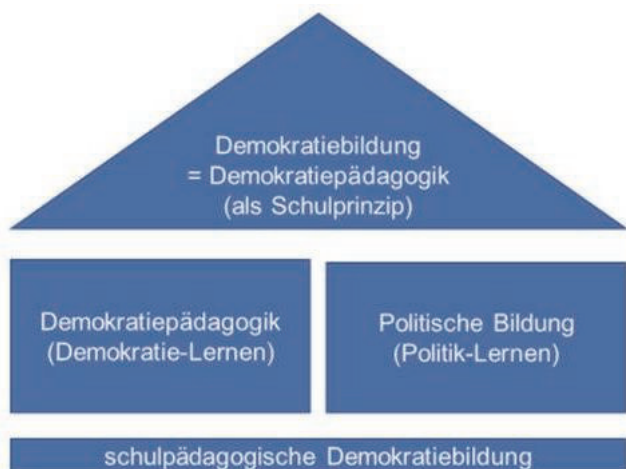 Demokratiebildung
= Demokratiepädagogik
(als Schulprinzip)
Demokratiepädagogik
(Demokratie-Lernen)
Politische Bildung
(Politik-Lernen)
schulpädagogische Demokratiebildung